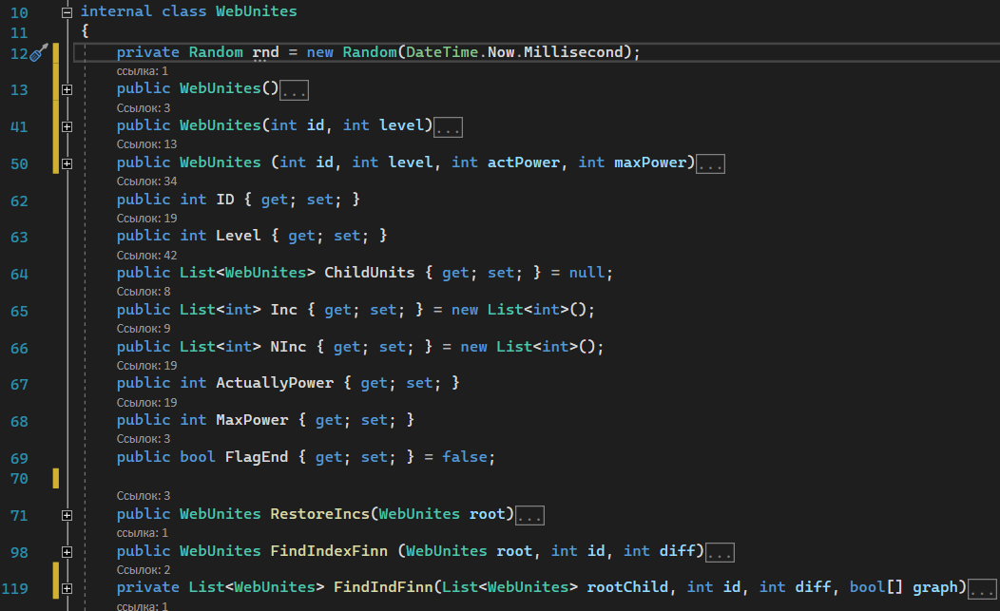 10 internal class WebUnites
11 {
12 private Random rnd = new Random(DateTime.Now.Millisecond);
ссылка: 1
13 public WebUnites()...
Ссылок: 3
41 public WebUnites(int id, int level)...
Ссылок: 13
50 public WebUnites (int id, int level, int actPower, int maxPower)...
Ссылок: 34
62 public int ID { get; set; }
Ссылок: 19
63 public int Level { get; set; }
Ссылок: 42
64 public List<WebUnites> ChildUnits { get; set; } = null;
Ссылок: 8
65 public List<int> Inc { get; set; } = new List<int>();
Ссылок: 9
66 public List<int> NInc { get; set; } = new List<int>();
Ссылок: 19
67 public int ActuallyPower { get; set; }
Ссылок: 19
68 public int MaxPower { get; set; }
Ссылок: 3
69 public bool FlagEnd { get; set; } = false;
70
Ссылок: 3
71 public WebUnites RestoreIncs(WebUnites root)...
ссылка: 1
98 public WebUnites FindIndexFinn (WebUnites root, int id, int diff)...
Ссылок: 2
119 private List<WebUnites> FindIndFinn(List<WebUnites> rootChild, int id, int diff, bool[] graph)...
ссылка: 1